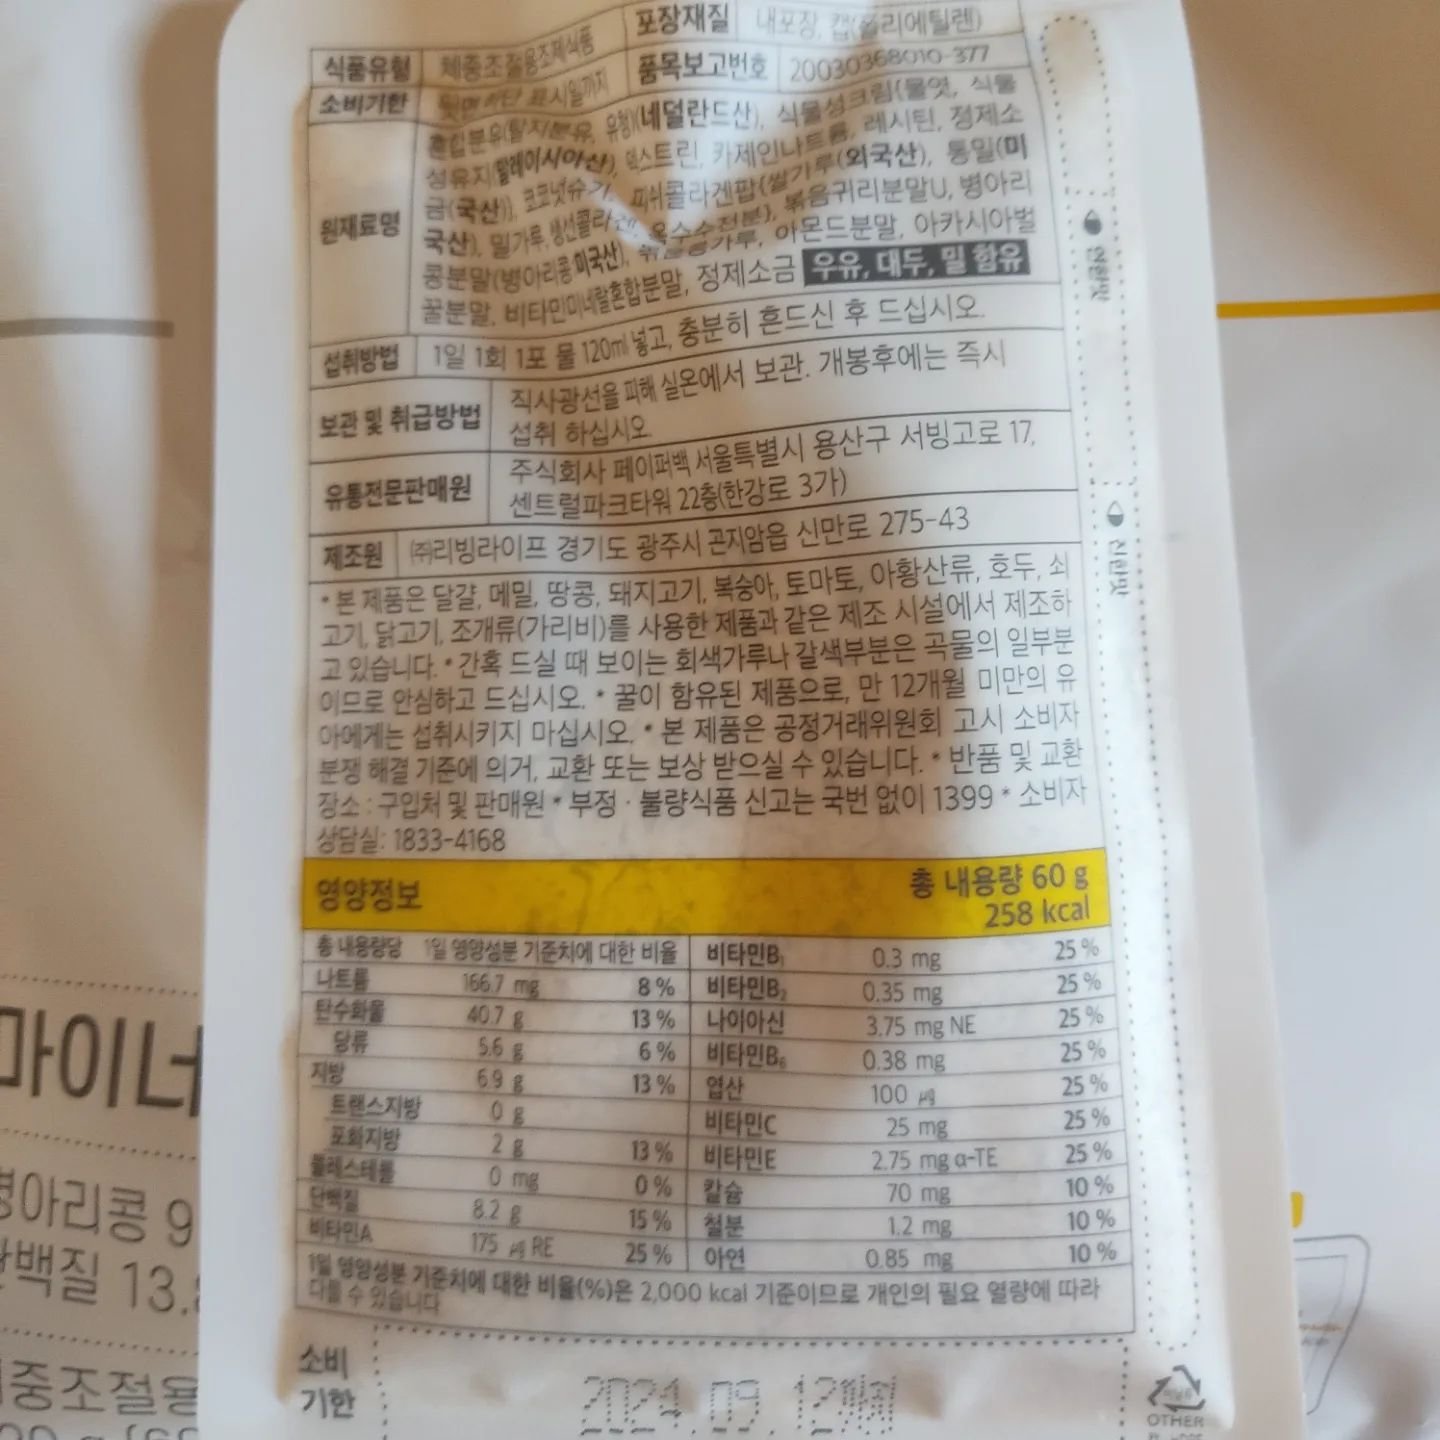 포장재질 내포장, 캡(폴리에틸렌)
식품유형 체중조절용조제식품 품목보고번호 20030368010-377
소비기한 뒷면 하단 표시일까지
원재료명
혼합분유(탈지분유, 유청)(네덜란드산), 식물성크림{물엿, 식물
성유지(말레이시아산), 덱스트린, 카제인나트륨, 레시틴, 정제소
금(국산)}, 코코넛슈가, 피쉬콜라겐팝{쌀가루(외국산), 통밀(미
국산), 밀가루, 생선콜라겐, 옥수수전분}, 볶음귀리분말U, 병아리
콩분말(병아리콩:미국산), 아몬드분말, 아카시아벌
꿀분말, 비타민미네랄혼합분말, 정제소금 우유, 대두, 밀 함유
섭취방법 1일 1회 1포 물 120ml 넣고, 충분히 흔드신 후 드십시오.
보관 및 취급방법 직사광선을 피해 실온에서 보관. 개봉후에는 즉시
섭취 하십시오.
유통전문판매원 주식회사 페이퍼백 서울특별시 용산구 서빙고로 17,
센트럴파크타워 22층(한강로 3가)
제조원 ㈜리빙라이프 경기도 광주시 곤지암읍 신만로 275-43
* 본 제품은 달걀, 메밀, 땅콩, 돼지고기, 복숭아, 토마토, 아황산류, 호두, 쇠
고기, 닭고기, 조개류(가리비)를 사용한 제품과 같은 제조 시설에서 제조하
고 있습니다. * 간혹 드실 때 보이는 회색가루나 갈색부분은 곡물의 일부분
이므로 안심하고 드십시오. * 꿀이 함유된 제품으로, 만 12개월 미만의 유
아에게는 섭취시키지 마십시오. * 본 제품은 공정거래위원회 고시 소비자
분쟁 해결 기준에 의거, 교환 또는 보상 받으실 수 있습니다. * 반품 및 교환
장소 : 구입처 및 판매원 * 부정 · 불량식품 신고는 국번 없이 1399 * 소비자
상담실: 1833-4168
영양정보 총 내용량 60 g
258 kcal
총 내용량당 1일 영양성분 기준치에 대한 비율 비타민B₁ 0.3 mg 25 %
나트륨 166.7 mg 8 % 비타민B₂ 0.35 mg 25 %
탄수화물 40.7 g 13 % 나이아신 3.75 mg NE 25 %
당류 5.6 g 6 % 비타민B₆ 0.38 mg 25 %
지방 6.9 g 13 % 엽산 100 μg 25 %
트랜스지방 0 g 비타민C 25 mg 25 %
포화지방 2 g 13 % 비타민E 2.75 mg α-TE 25 %
콜레스테롤 0 mg 0 % 칼슘 70 mg 10 %
단백질 8.2 g 15 % 철분 1.2 mg 10 %
비타민A 175 μg RE 25 % 아연 0.85 mg 10 %
1일 영양성분 기준치에 대한 비율(%)은 2,000 kcal 기준이므로 개인의 필요 열량에 따라
다를 수 있습니다
소비
기한
2024.09.12까지
연한맛
진한맛
OTHER
마이너
병아리콩 9
단백질 13.
체중조절용